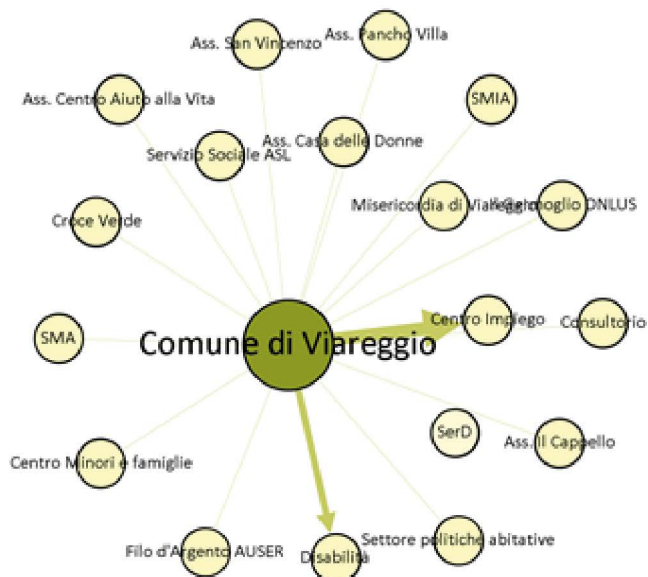 Ass. Pancho Villa
Ass. San Vincenzo
Ass. Centro Aiuto alla Vita
SMIA
Ass. Casa delle Donne
Servizio Sociale ASL
Misericordia di Viareggio
ONLUS
Croce Verde
Centro Impiego
Consultorio
SMA
Comune di Viareggio
SerD
Ass. Il Cappello
Centro Minori e famiglie
Settore politiche abitative
Filo d'Argento AUSER
Disabilità